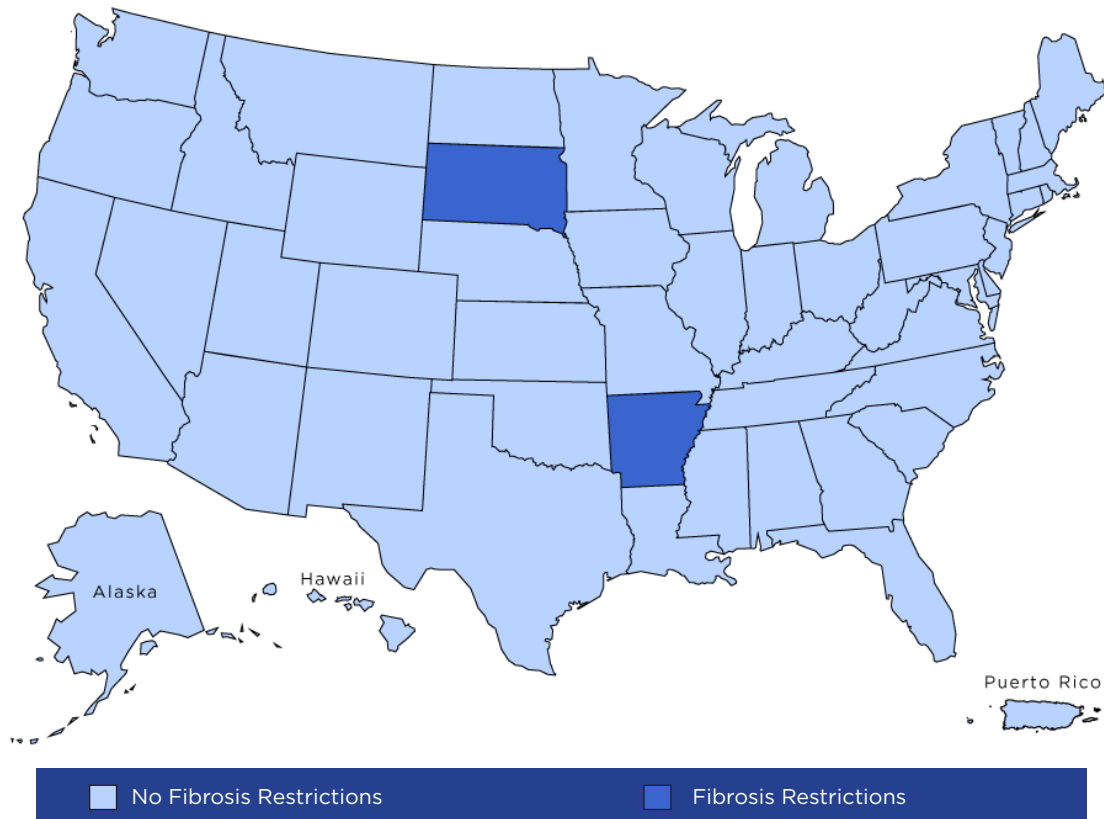 Alaska
Hawaii
Puerto Rico
No Fibrosis Restrictions
Fibrosis Restrictions